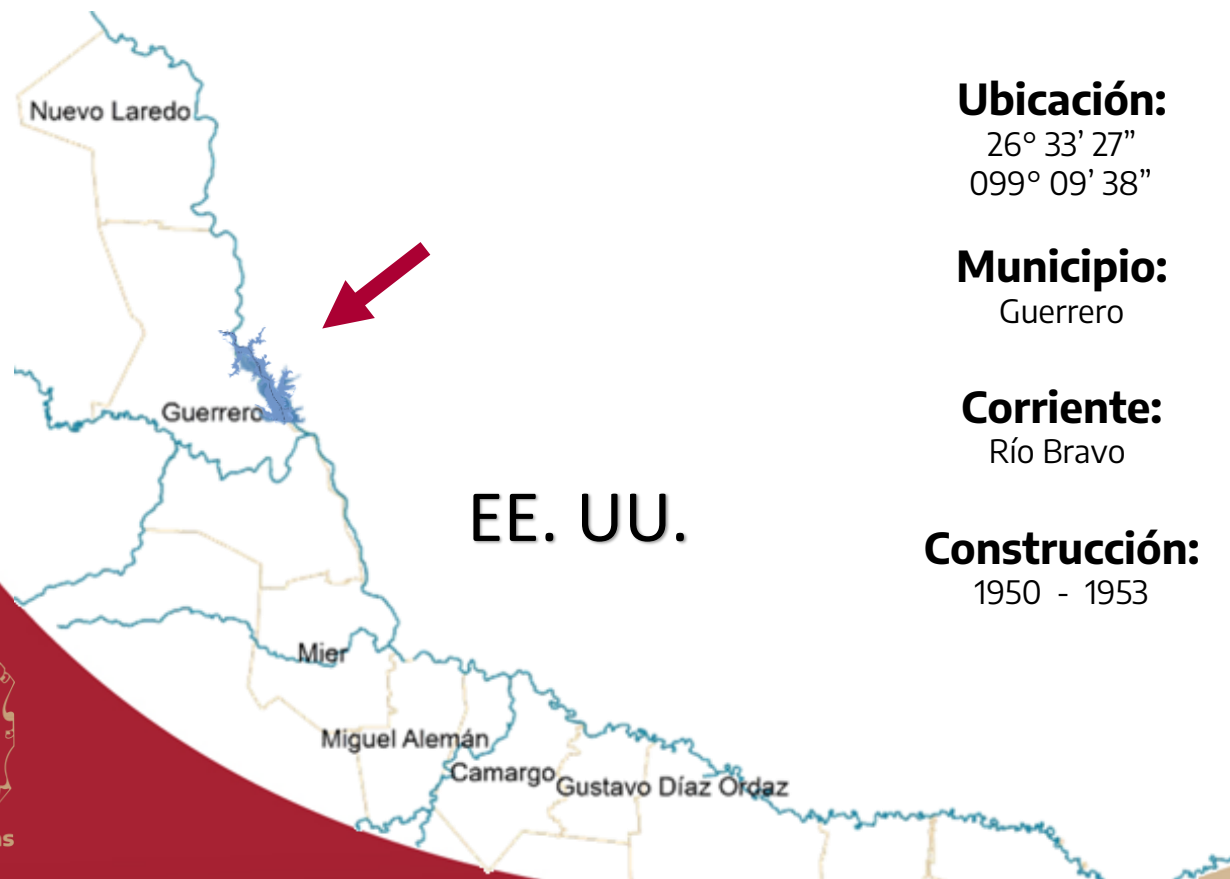 Nuevo Laredo
Guerrero
EE. UU.
Mier
Miguel Alemán
Camargo
Gustavo Díaz Ordaz
Ubicación:
26° 33’ 27”
099° 09’ 38”
Municipio:
Guerrero
Corriente:
Río Bravo
Construcción:
1950 - 1953